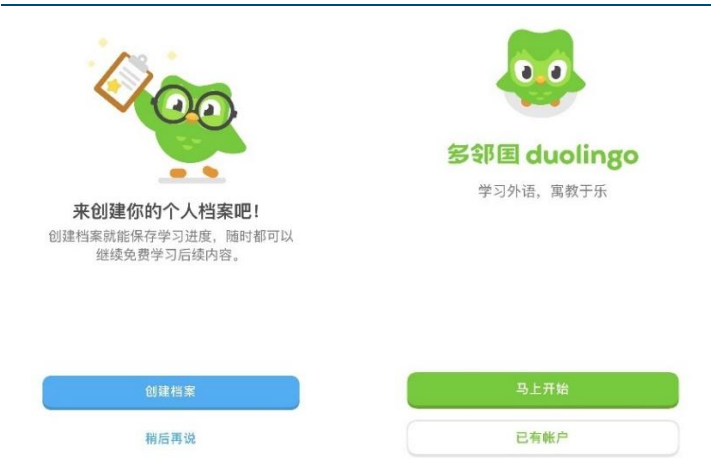 来创建你的个人档案吧！
创建档案就能保存学习进度，随时都可以
继续免费学习后续内容。
创建档案
稍后再说
多邻国 duolingo
学习外语，寓教于乐
马上开始
已有帐户